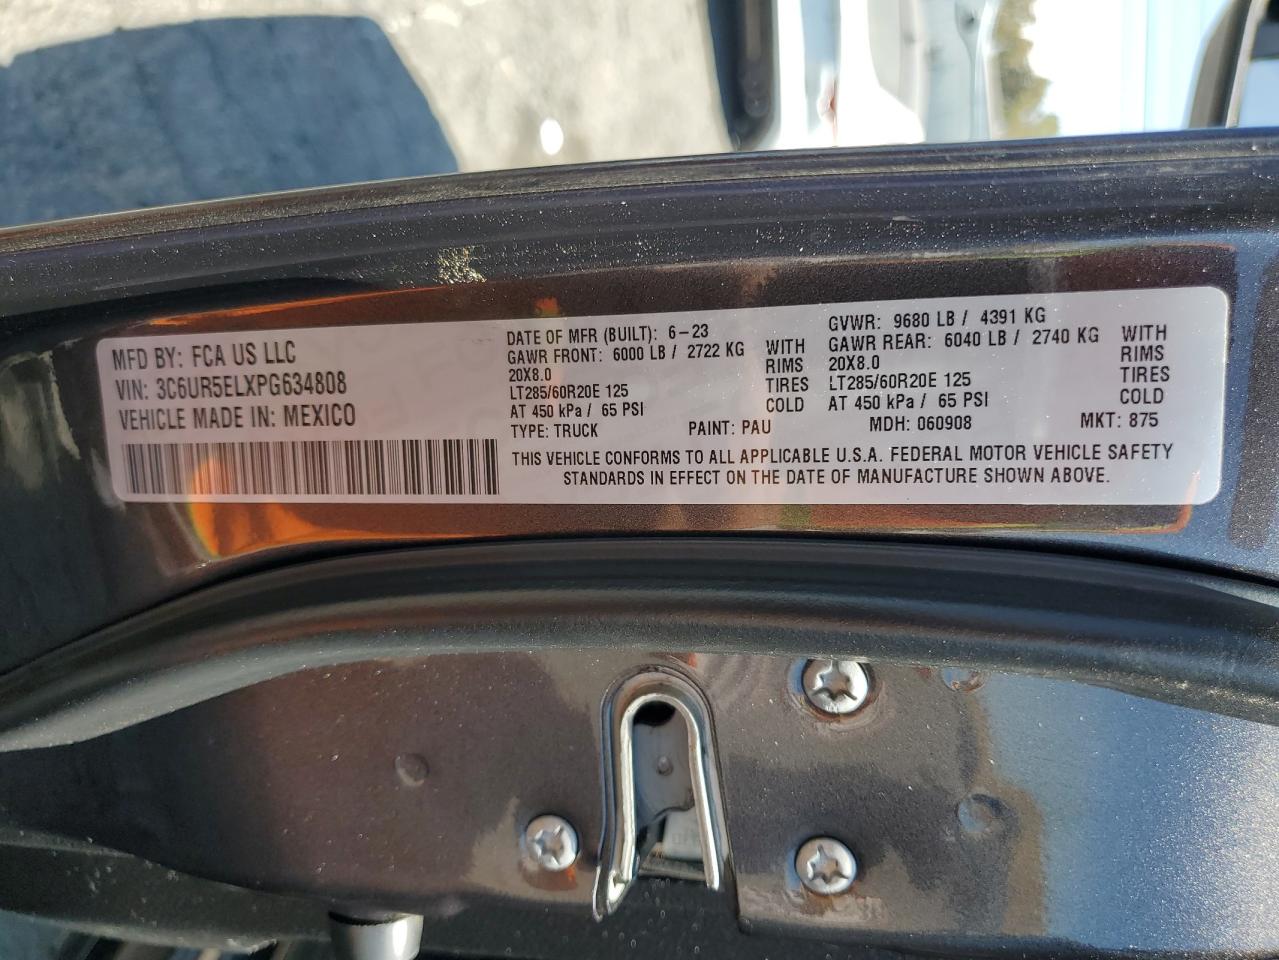 MFD BY: FCA US LLC
VIN: 3C6UR5ELXPG634808
VEHICLE MADE IN: MEXICO
DATE OF MFR (BUILT): 6-23
GAWR FRONT: 6000 LB / 2722 KG WITH
20X8.0 RIMS
LT285/60R20E 125 TIRES
AT 450 kPa / 65 PSI COLD
GVWR: 9680 LB / 4391 KG
GAWR REAR: 6040 LB / 2740 KG WITH
20X8.0 RIMS
LT285/60R20E 125 TIRES
AT 450 kPa / 65 PSI COLD
TYPE: TRUCK PAINT: PAU MDH: 060908 MKT: 875
THIS VEHICLE CONFORMS TO ALL APPLICABLE U.S.A. FEDERAL MOTOR VEHICLE SAFETY
STANDARDS IN EFFECT ON THE DATE OF MANUFACTURE SHOWN ABOVE.